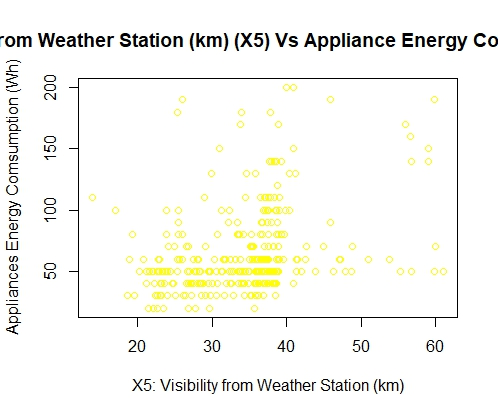 rom Weather Station (km) (X5) Vs Appliance Energy Co
Appliances Energy Comsumption (Wh)
200
150
100
50
20 30 40 50 60
X5: Visibility from Weather Station (km)